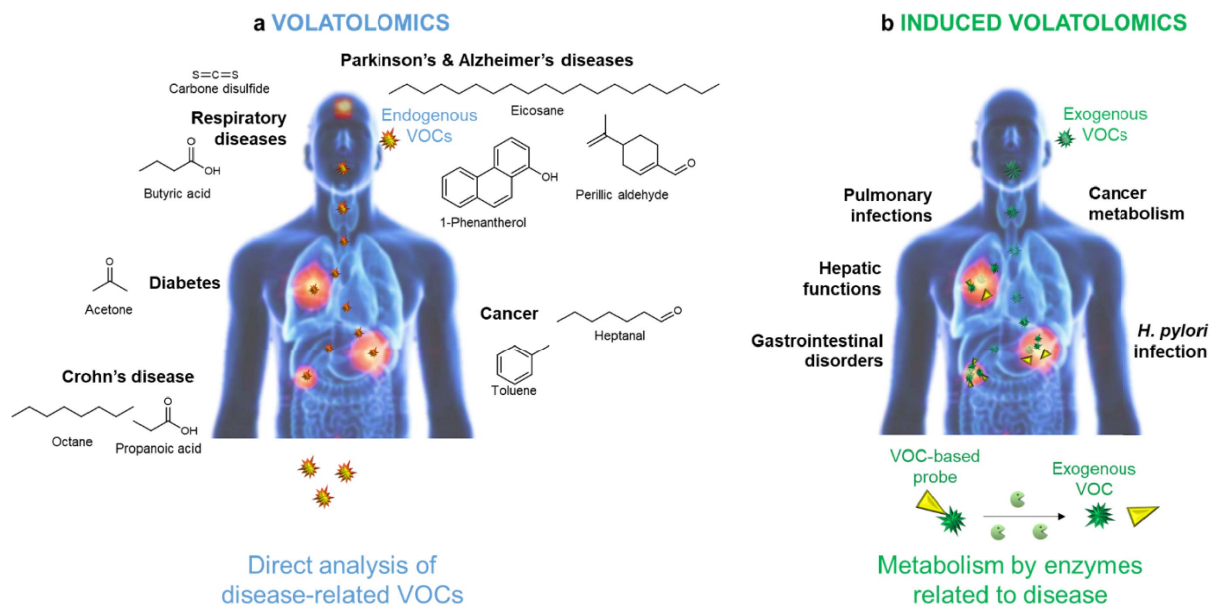 a VOLATOLOMICS
Parkinson's & Alzheimer's diseases
S=C=S
Carbone disulfide
Eicosane
Respiratory
diseases
Endogenous
VOCs
O
OH
Butyric acid
OH
1-Phenantherol
O
Perillic aldehyde
O
Acetone
Diabetes
Cancer
O
Heptanal
Toluene
Crohn's disease
O
OH
Octane
Propanoic acid
Direct analysis of
disease-related VOCs
b INDUCED VOLATOLOMICS
Exogenous
VOCs
Pulmonary
infections
Cancer
metabolism
Hepatic
functions
Gastrointestinal
disorders
H. pylori
infection
VOC-based
probe
Exogenous
VOC
Metabolism by enzymes
related to disease